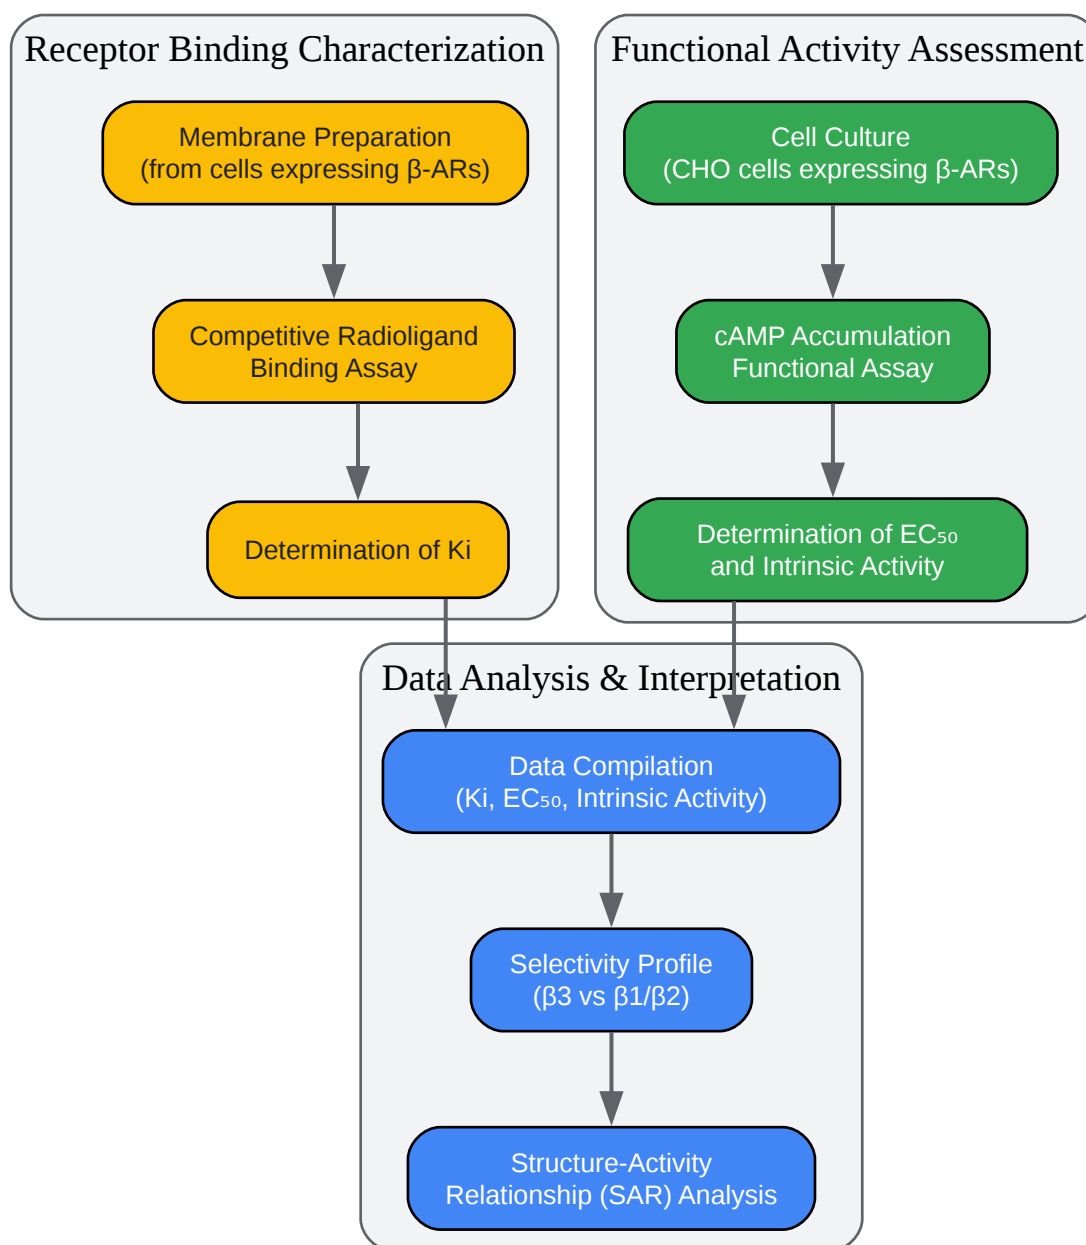 Receptor Binding Characterization
Membrane Preparation
(from cells expressing β-ARs)
Competitive Radioligand
Binding Assay
Determination of Ki
Functional Activity Assessment
Cell Culture
(CHO cells expressing β-ARs)
cAMP Accumulation
Functional Assay
Determination of EC₅₀
and Intrinsic Activity
Data Analysis & Interpretation
Data Compilation
(Ki, EC₅₀, Intrinsic Activity)
Selectivity Profile
(β3 vs β1/β2)
Structure-Activity
Relationship (SAR) Analysis